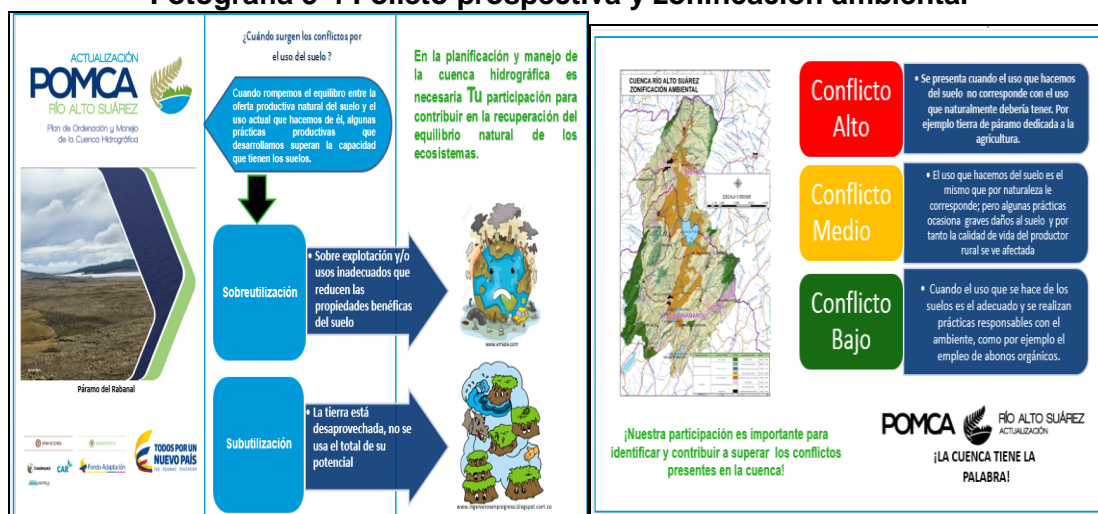 ACTUALIZACIÓN
POMCA
RÍO ALTO SUÁREZ
Plan de Ordenación y Manejo
de la Cuenca Hidrográfica
Páramo del Rabanal
TODOS POR UN
NUEVO PAÍS
PAZ EQUIDAD EDUCACIÓN
CAR
Fondo Adaptación
¿Cuándo surgen los conflictos por
el uso del suelo ?
Cuando rompemos el equilibro entre la
oferta productiva natural del suelo y el
uso actual que hacemos de él, algunas
prácticas productivas que
desarrollamos superan la capacidad
que tienen los suelos.
Sobreutilización
• Sobre explotación y/o
usos inadecuados que
reducen las
propiedades benéficas
del suelo
Subutilización
• La tierra está
desaprovechada, no se
usa el total de su
potencial
En la planificación y manejo de
la cuenca hidrográfica es
necesaria Tu participación para
contribuir en la recuperación del
equilibrio natural de los
ecosistemas.
www.ingenierosenprogreso.blogspot.com.co
CUENCA RÍO ALTO SUÁREZ
ZONIFICACIÓN AMBIENTAL
Conflicto
Alto
• Se presenta cuando el uso que hacemos
del suelo no corresponde con el uso
que naturalmente debería tener. Por
ejemplo tierra de páramo dedicada a la
agricultura.
Conflicto
Medio
• El uso que hacemos del suelo es el
mismo que por naturaleza le
corresponde; pero algunas prácticas
ocasiona graves daños al suelo y por
tanto la calidad de vida del productor
rural se ve afectada
Conflicto
Bajo
• Cuando el uso que se hace de los
suelos es el adecuado y se realizan
prácticas responsables con el
ambiente, como por ejemplo el
empleo de abonos orgánicos.
¡Nuestra participación es importante para
identificar y contribuir a superar los conflictos
presentes en la cuenca!
POMCA RÍO ALTO SUÁREZ
ACTUALIZACIÓN
¡LA CUENCA TIENE LA
PALABRA!